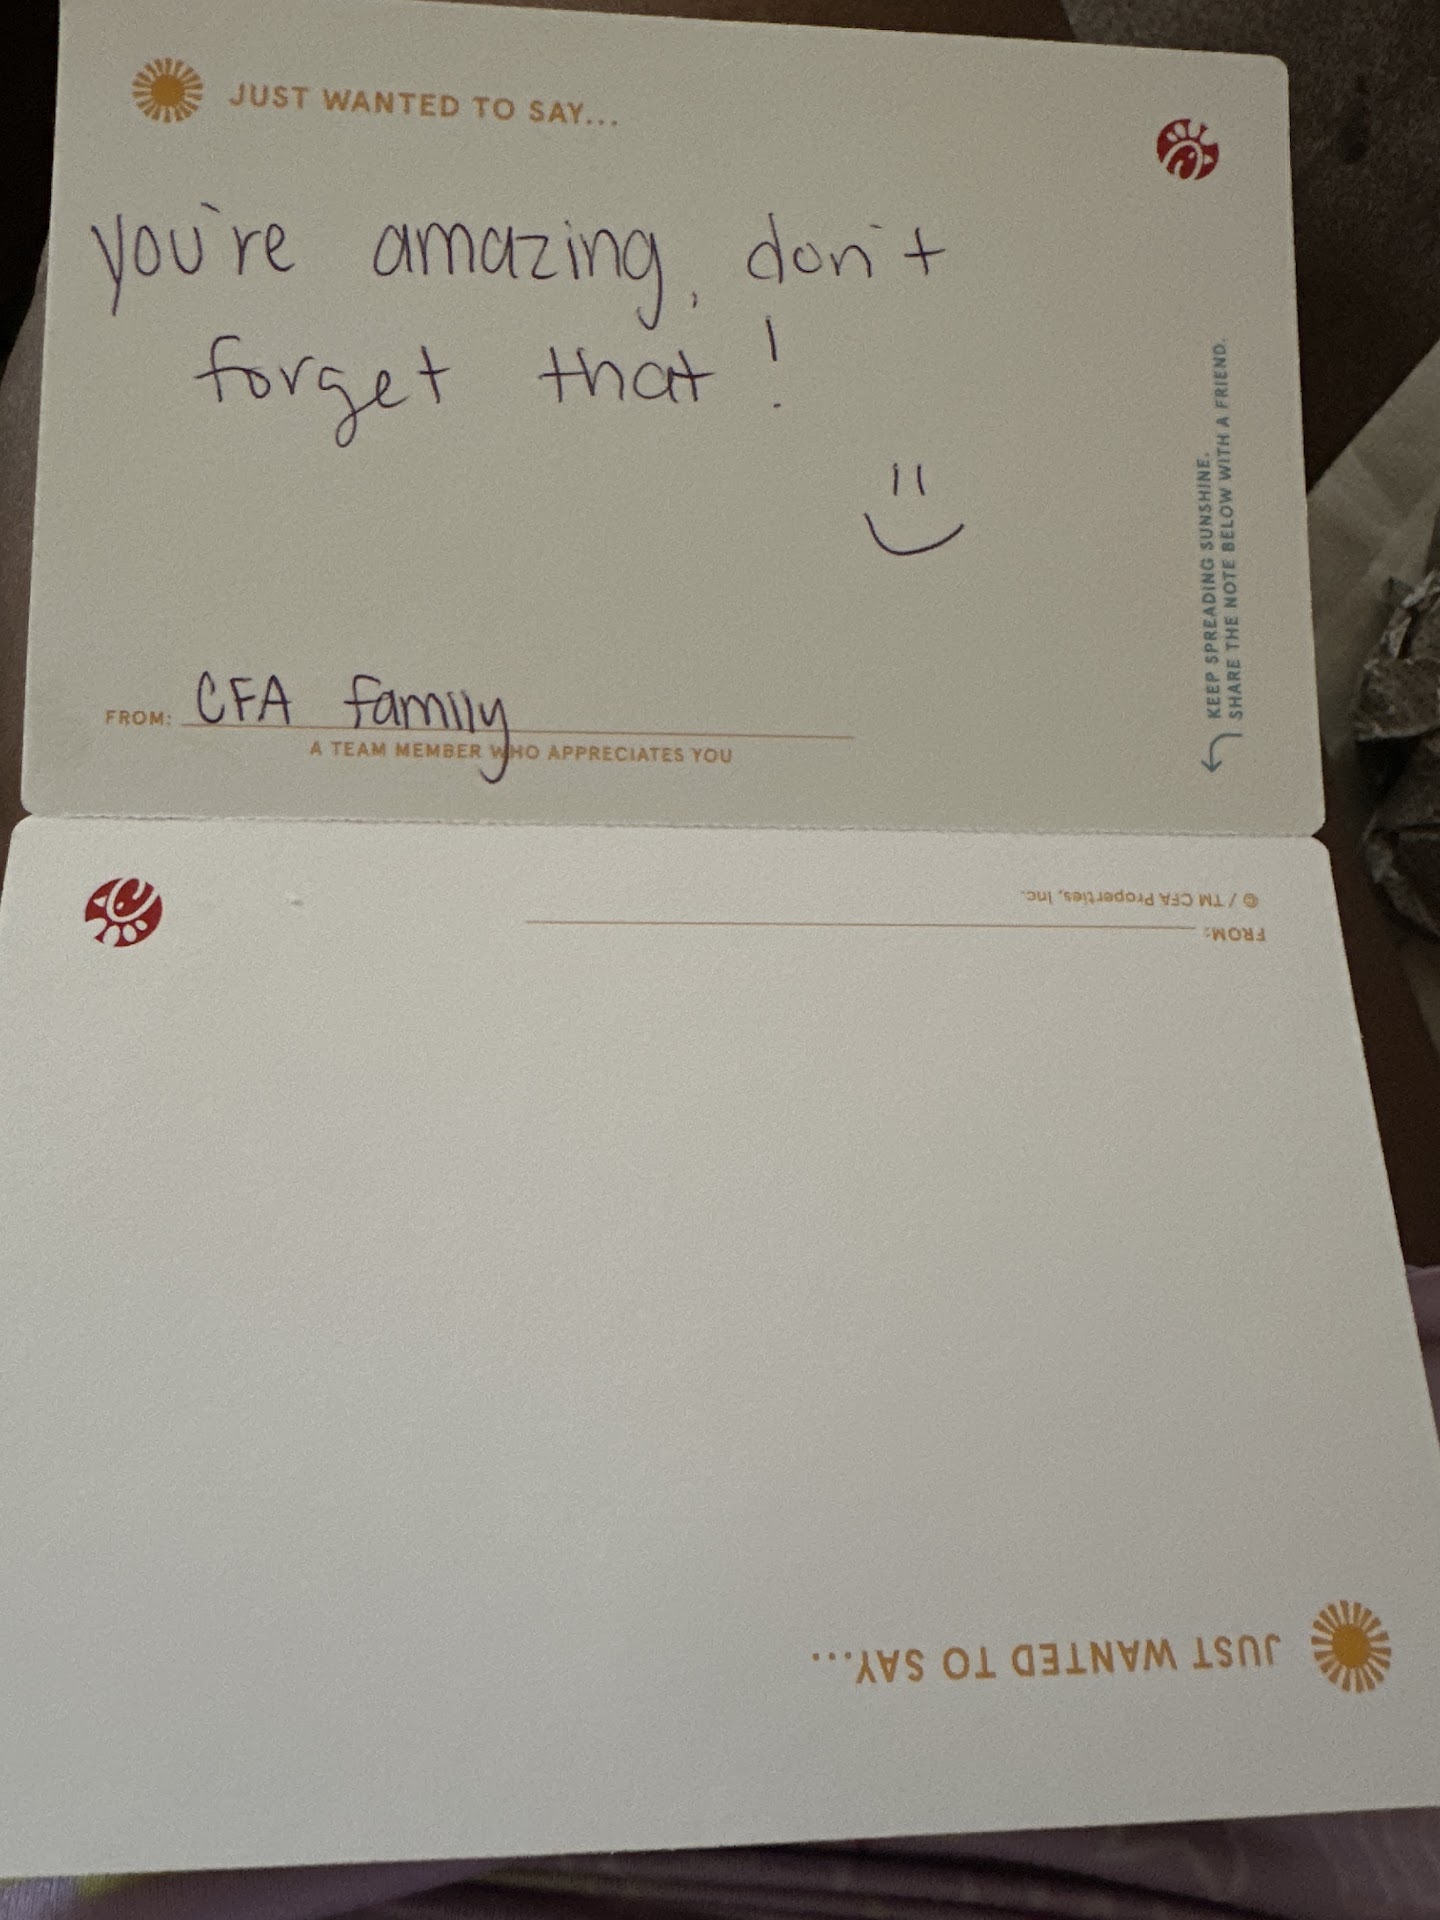 JUST WANTED TO SAY...
you're amazing, don't
forget that!
FROM: CFA family
A TEAM MEMBER WHO APPRECIATES YOU
KEEP SPREADING SUNSHINE.
SHARE THE NOTE BELOW WITH A FRIEND.
JUST WANTED TO SAY...
FROM:
© / TM CFA Properties, Inc.